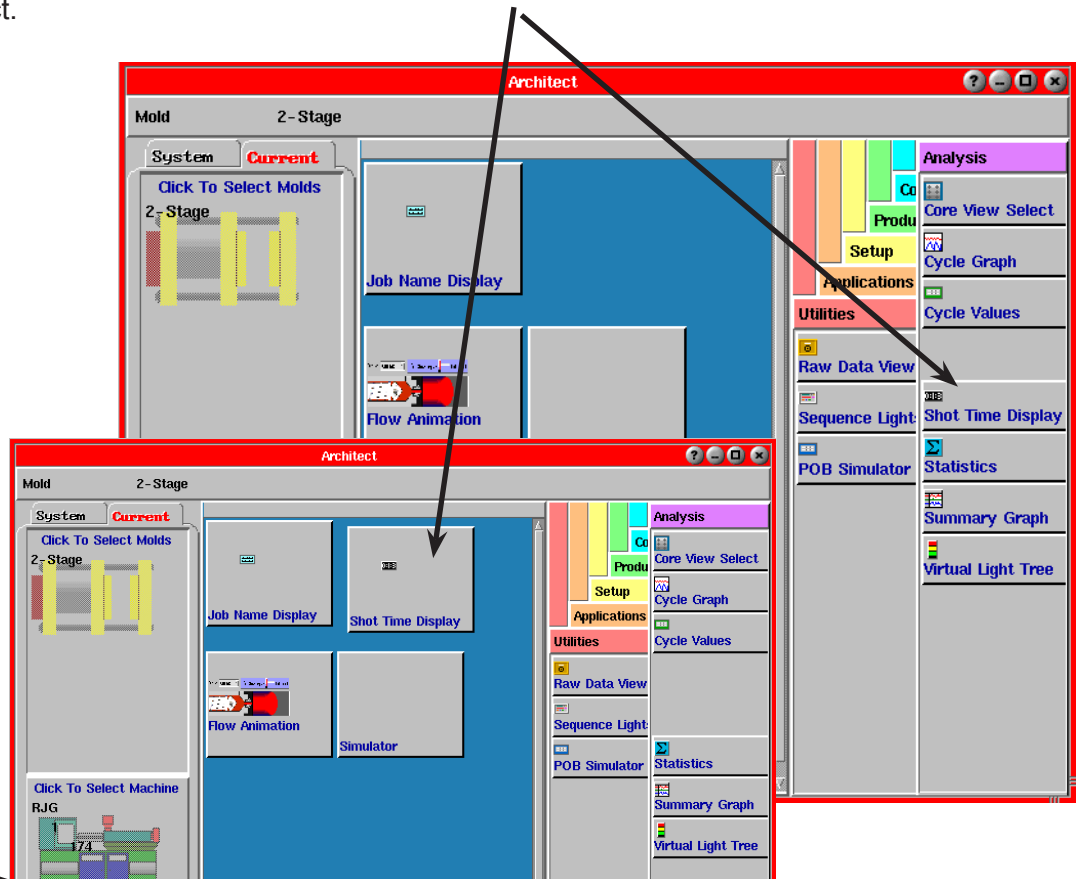 ct.
Architect
Mold 2-Stage
System Current
Click To Select Molds
2-Stage
Job Name Display
Flow Animation
Co
Produ
Setup
Applications
Utilities
Raw Data View
Sequence Light
POB Simulator
Analysis
Core View Select
Cycle Graph
Cycle Values
Shot Time Display
Statistics
Summary Graph
Virtual Light Tree
Architect
Mold 2-Stage
System Current
Click To Select Molds
2-Stage
Click To Select Machine
RJG
1
174
Job Name Display
Shot Time Display
Flow Animation
Simulator
Co
Produ
Setup
Applications
Utilities
Raw Data View
Sequence Light
POB Simulator
Analysis
Core View Select
Cycle Graph
Cycle Values
Statistics
Summary Graph
Virtual Light Tree